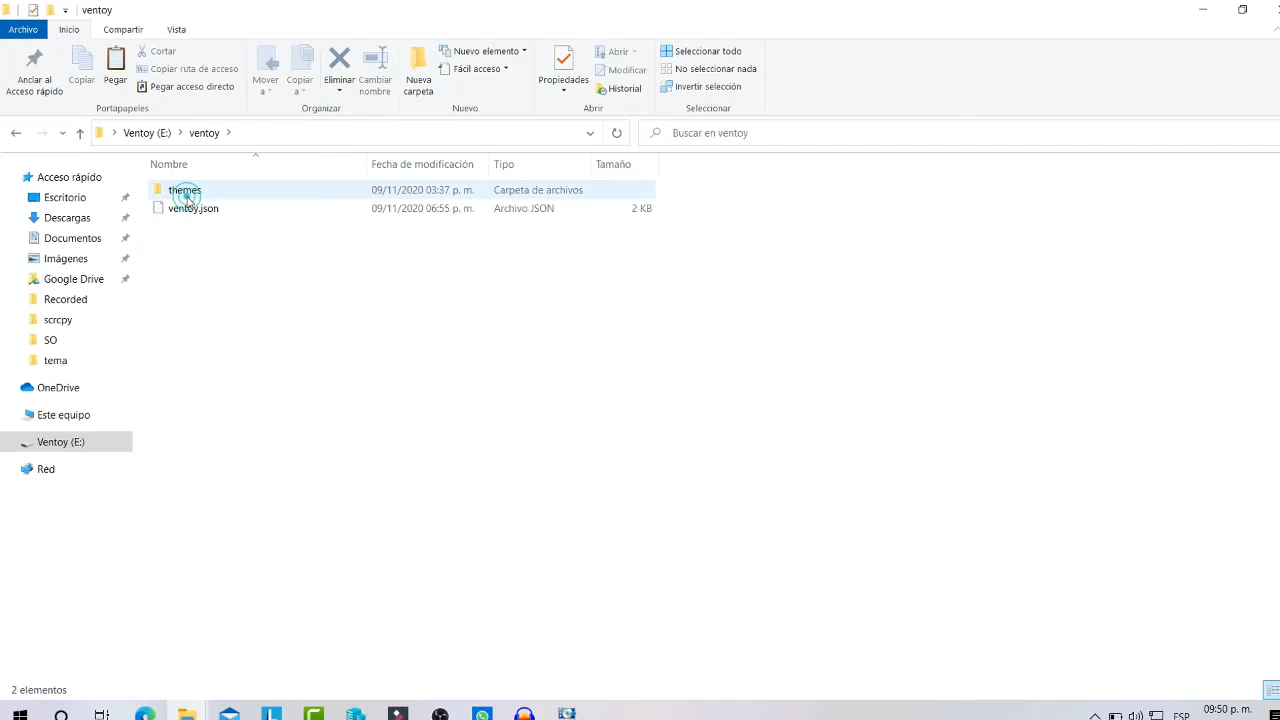 ventoy
Archivo Inicio Compartir Vista
Anclar al Acceso rápido
Copiar
Pegar
Cortar
Copiar ruta de acceso
Pegar acceso directo
Portapapeles
Mover a
Copiar a
Eliminar
Cambiar nombre
Organizar
Nueva carpeta
Nuevo elemento
Fácil acceso
Nuevo
Propiedades
Abrir
Modificar
Historial
Abrir
Seleccionar todo
No seleccionar nada
Invertir selección
Seleccionar
Ventoy (E:) ventoy
Buscar en ventoy
Nombre Fecha de modificación Tipo Tamaño
themes 09/11/2020 03:37 p. m. Carpeta de archivos
ventoy.json 09/11/2020 06:55 p. m. Archivo JSON 2 KB
Acceso rápido
Escritorio
Descargas
Documentos
Imágenes
Google Drive
Recorded
scrcpy
SO
tema
OneDrive
Este equipo
Ventoy (E:)
Red
2 elementos
ESP
09:50 p. m.